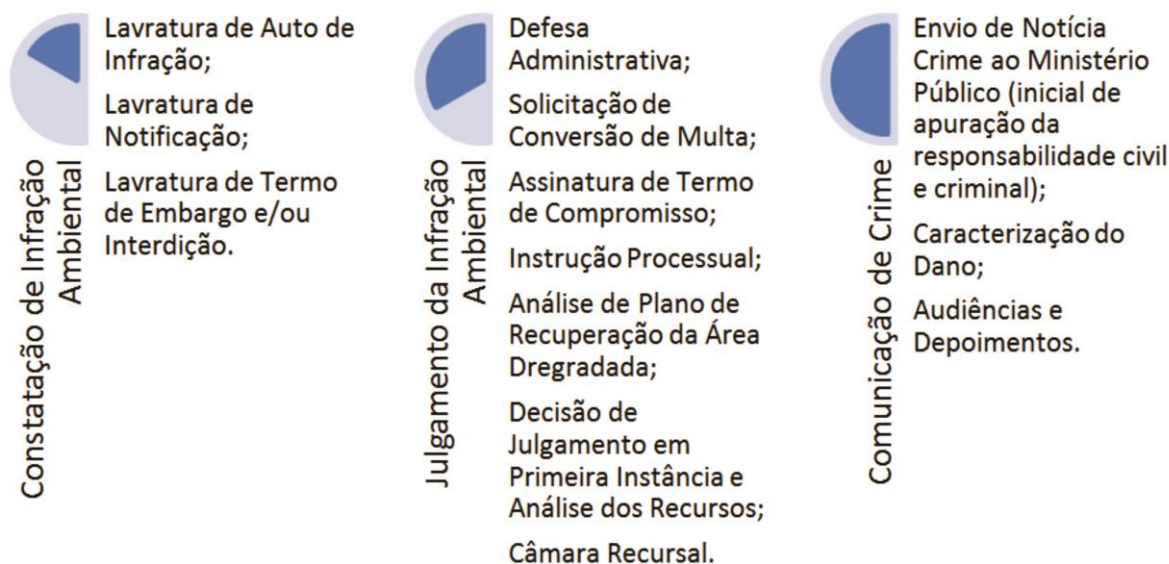 Constatação de Infração
Ambiental
Lavratura de Auto de
Infração;
Lavratura de
Notificação;
Lavratura de Termo
de Embargo e/ou
Interdição.
Julgamento da Infração
Ambiental
Defesa
Administrativa;
Solicitação de
Conversão de Multa;
Assinatura de Termo
de Compromisso;
Instrução Processual;
Análise de Plano de
Recuperação da Área
Dregradada;
Decisão de
Julgamento em
Primeira Instância e
Análise dos Recursos;
Câmara Recursal.
Comunicação de Crime
Envio de Notícia
Crime ao Ministério
Público (inicial de
apuração da
responsabilidade civil
e criminal);
Caracterização do
Dano;
Audiências e
Depoimentos.